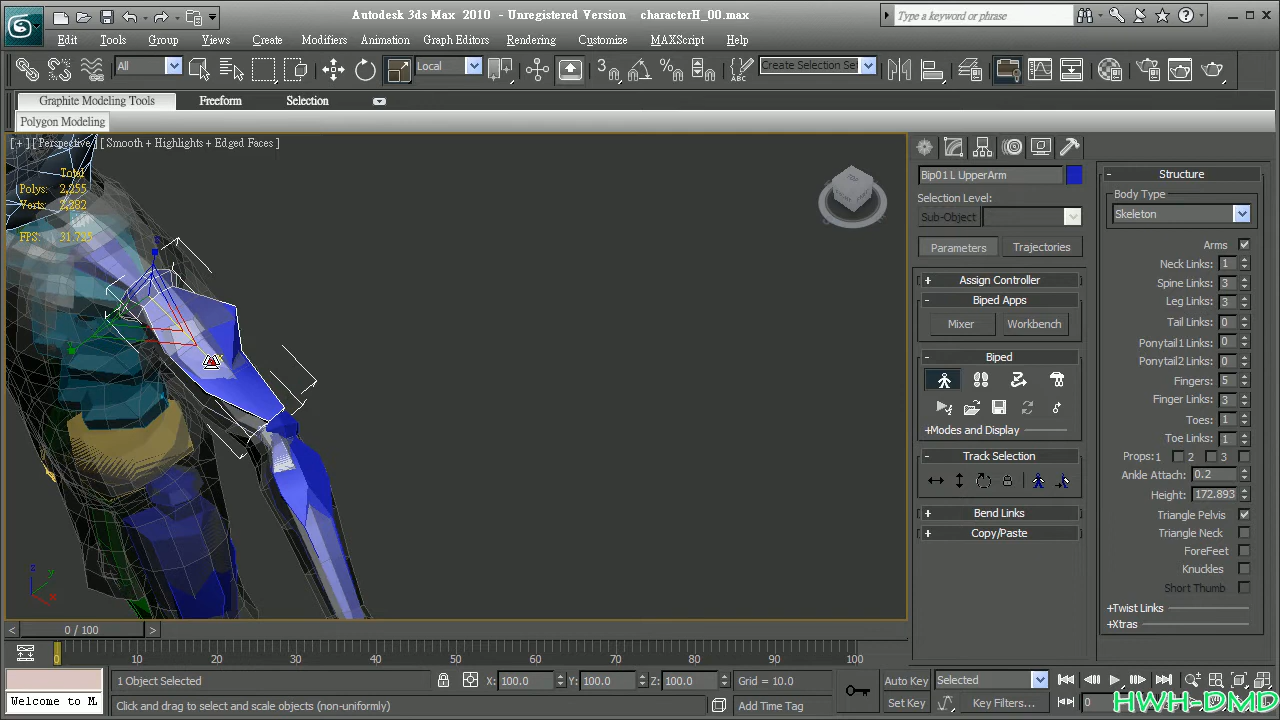 Autodesk 3ds Max 2010 - Unregistered Version characterH_00.max
Type a keyword or phrase
Edit Tools Group Views Create Modifiers Animation Graph Editors Rendering Customize MAXScript Help
All
Local
Create Selection Se
Graphite Modeling Tools Freeform Selection
Polygon Modeling
[ + ] [ Perspective ] [ Smooth + Highlights + Edged Faces ]
Total
Polys: 2,255
Verts: 2,282
FPS: 31.725
Bip01 L UpperArm
Selection Level:
Sub-Object
Parameters Trajectories
+ Assign Controller
- Biped Apps
Mixer Workbench
- Biped
+Modes and Display
- Track Selection
+ Bend Links
+ Copy/Paste
- Structure
Body Type
Skeleton
Arms
Neck Links: 1
Spine Links: 3
Leg Links: 3
Tail Links: 0
Ponytail1 Links: 0
Ponytail2 Links: 0
Fingers: 5
Finger Links: 3
Toes: 1
Toe Links: 1
Props: 1 2 3
Ankle Attach: 0.2
Height: 172.893
Triangle Pelvis
Triangle Neck
ForeFeet
Knuckles
Short Thumb
+Twist Links
+Xtras
z
y
x
< 0 / 100 >
0 10 20 30 40 50 60 70 80 90 100
1 Object Selected X: 100.0 Y: 100.0 Z: 100.0 Grid = 10.0 Auto Key Selected
Welcome to M Click and drag to select and scale objects (non-uniformly) Add Time Tag Set Key Key Filters... 0
HWH-DMD